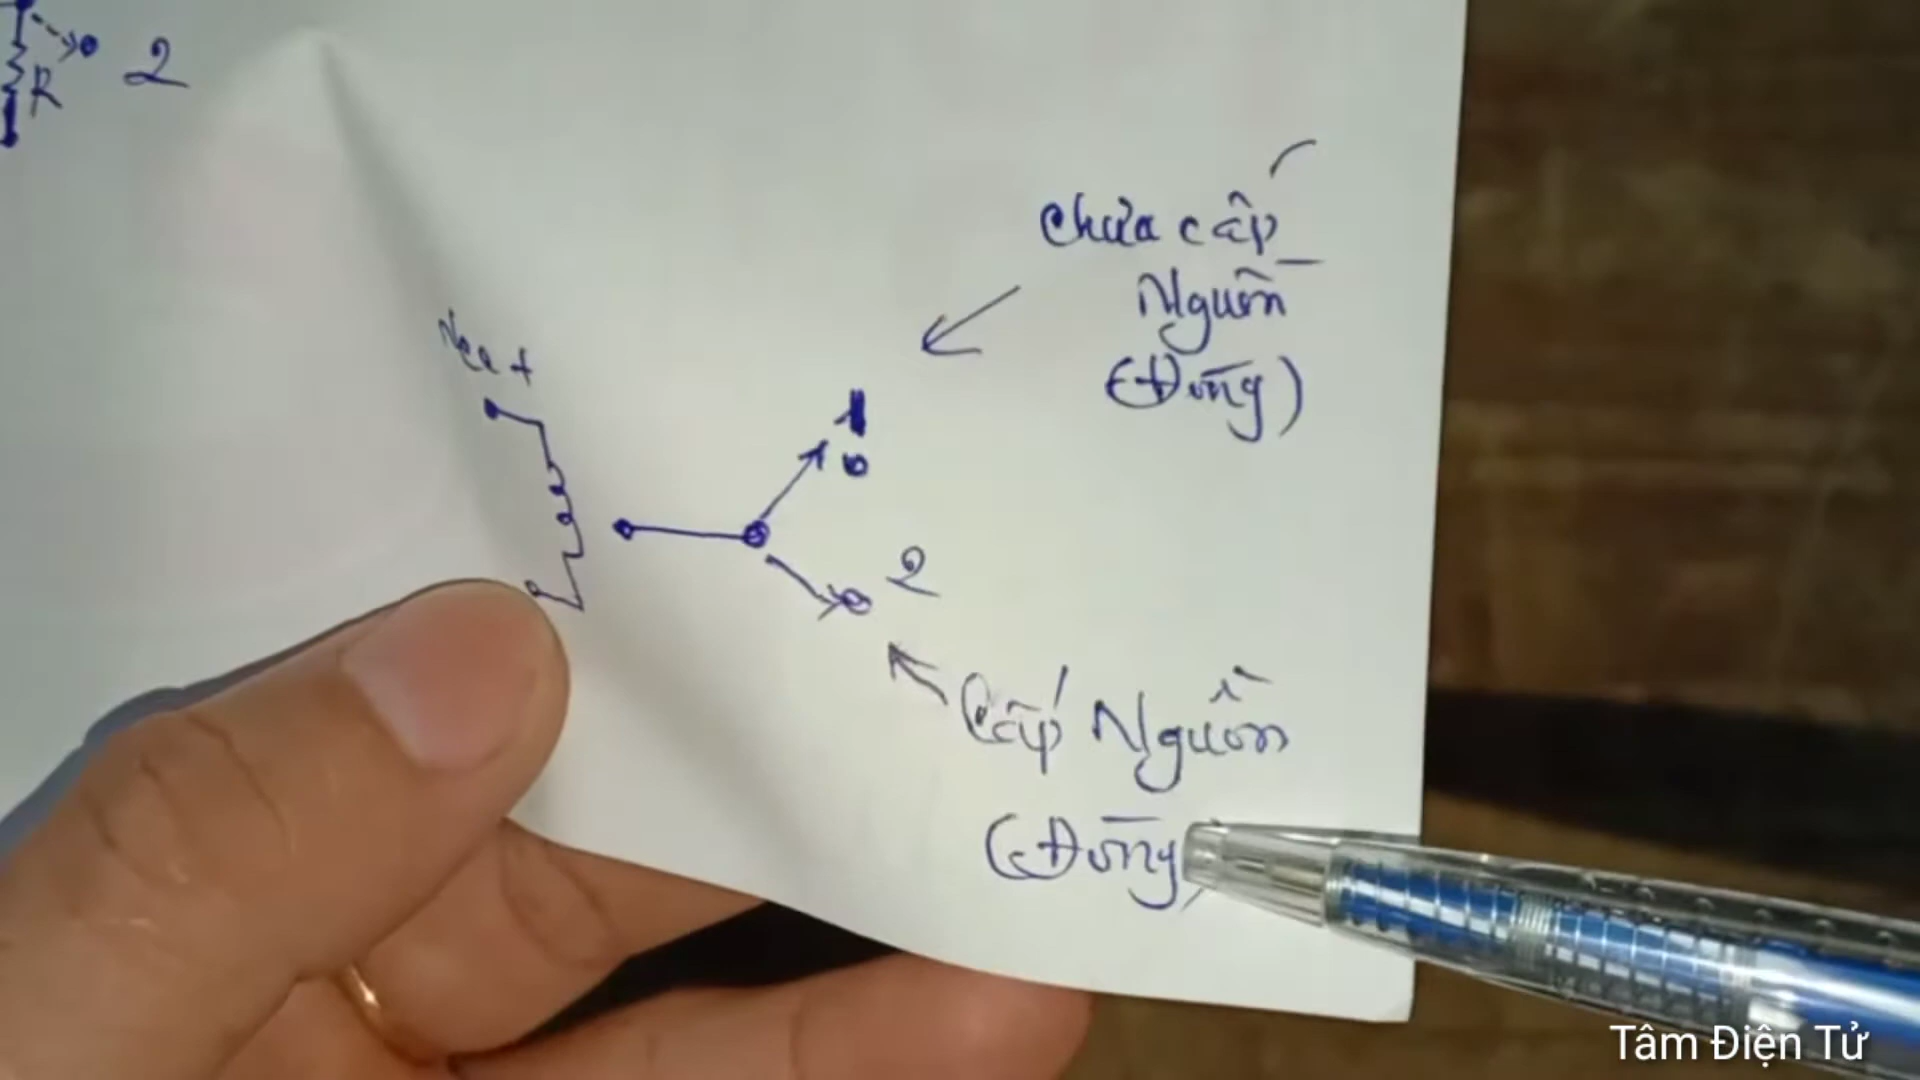 R 2
Chưa cấp
Nguồn
(Đóng)
1
2
Cấp Nguồn
(Đóng)
Tâm Điện Tử